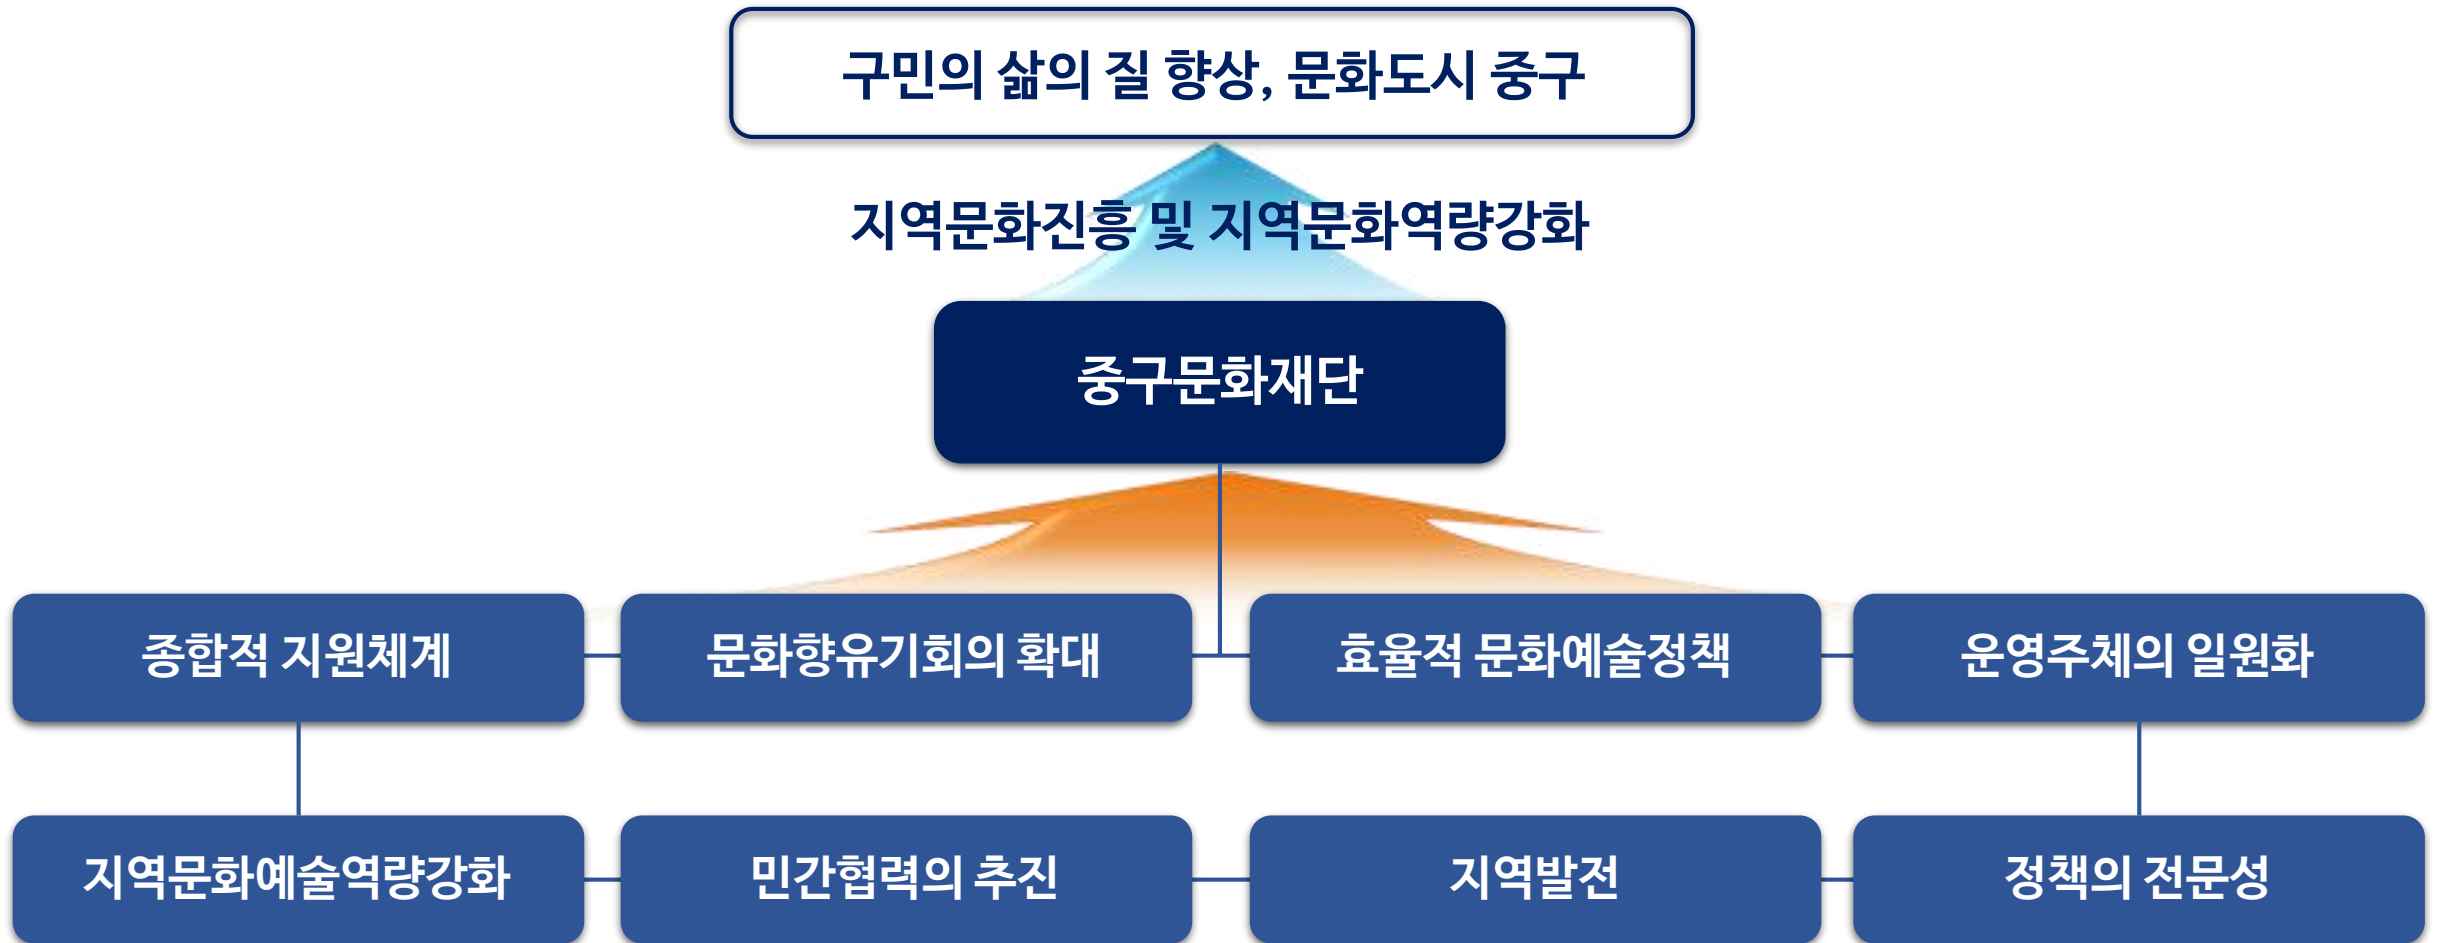 구민의 삶의 질 향상, 문화도시 중구
지역문화진흥 및 지역문화역량강화
중구문화재단
종합적 지원체계
문화향유기회의 확대
효율적 문화예술정책
운영주체의 일원화
지역문화예술역량강화
민간협력의 추진
지역발전
정책의 전문성